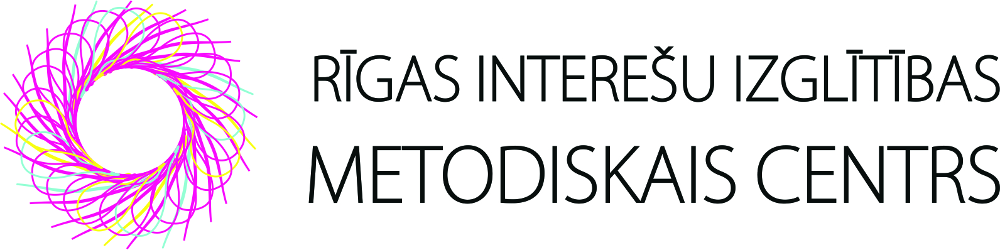 RĪGAS INTEREŠU IZGLĪTĪBAS
METODISKAIS CENTRS